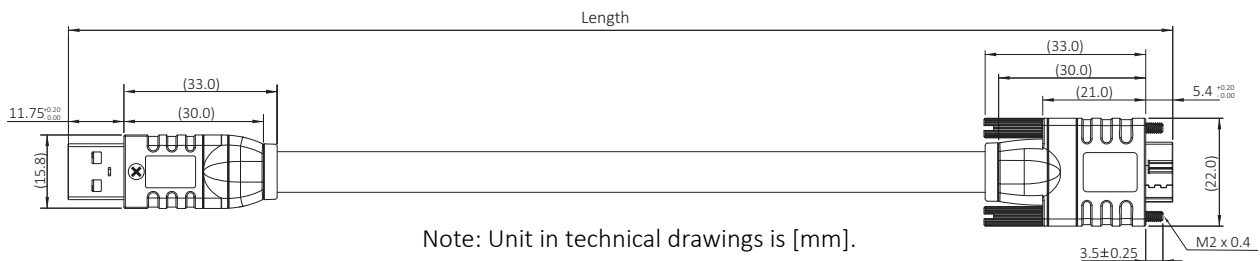 Length
(33.0)
(33.0)
(30.0)
(21.0)
5.4 +0.20 -0.00
11.75 +0.20 -0.00
(30.0)
(15.8)
(22.0)
Note: Unit in technical drawings is [mm].
M2 x 0.4
3.5±0.25